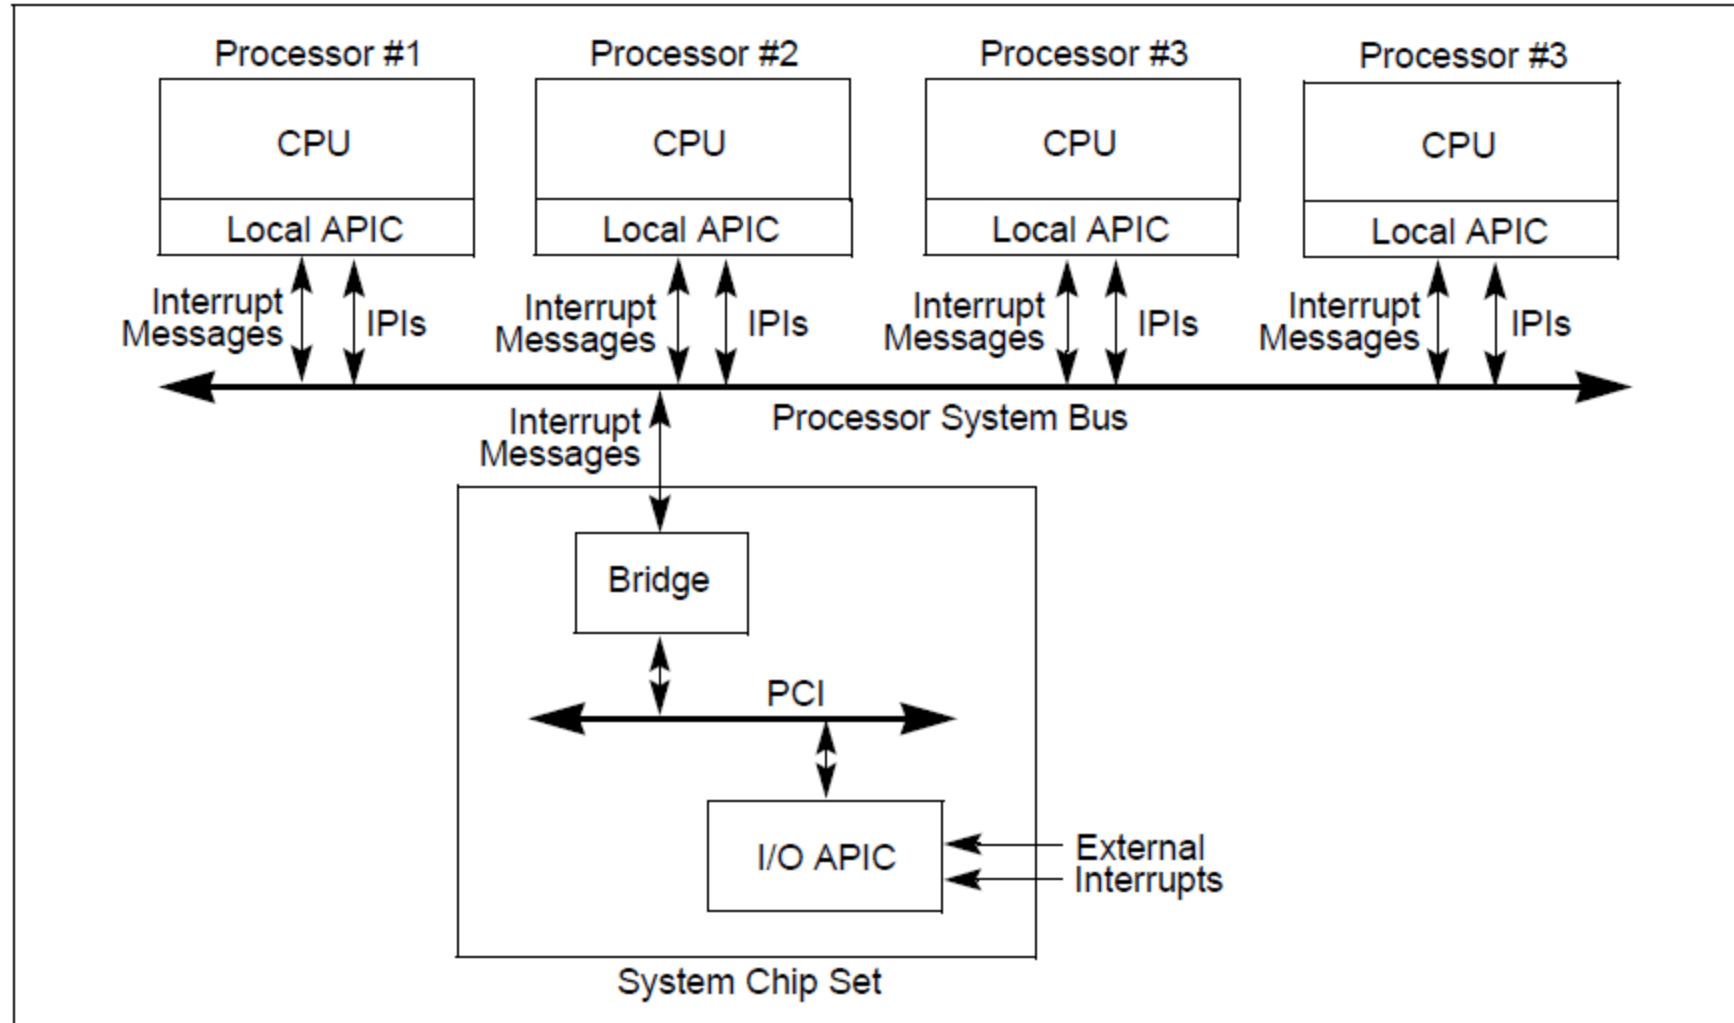 Processor #1
Processor #2
Processor #3
Processor #3
CPU
CPU
CPU
CPU
Local APIC
Local APIC
Local APIC
Local APIC
Interrupt
Messages
IPIs
Interrupt
Messages
IPIs
Interrupt
Messages
IPIs
Interrupt
Messages
IPIs
Processor System Bus
Interrupt
Messages
Bridge
PCI
I/O APIC
External
Interrupts
System Chip Set